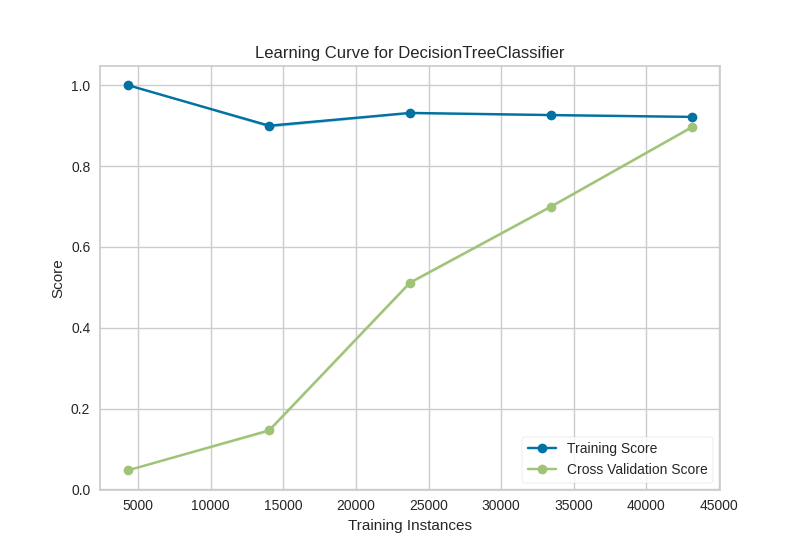 Learning Curve for DecisionTreeClassifier
1.0
0.8
0.6
0.4
0.2
0.0
Score
Training Score
Cross Validation Score
5000 10000 15000 20000 25000 30000 35000 40000 45000
Training Instances